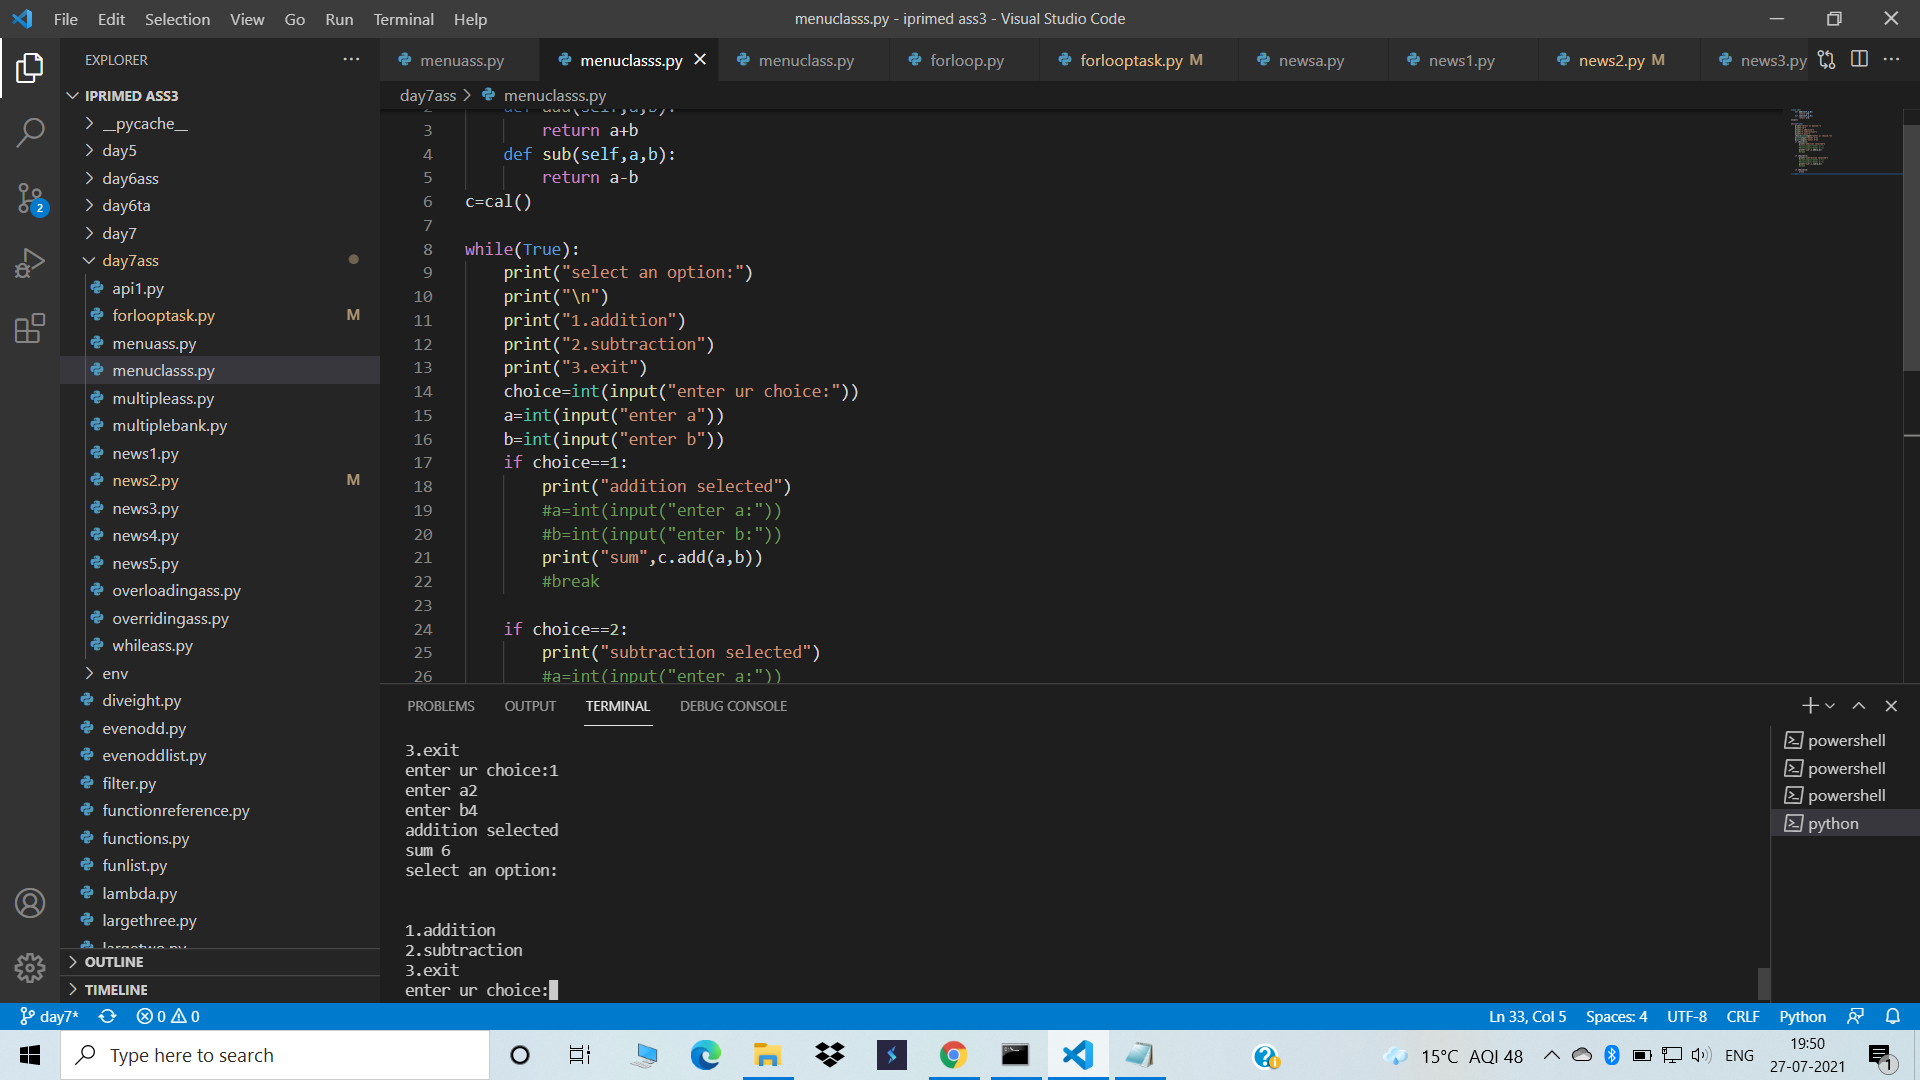 File Edit Selection View Go Run Terminal Help
menuclasss.py - iprimed ass3 - Visual Studio Code
EXPLORER
menuass.py
menuclasss.py
menuclass.py
forloop.py
forlooptask.py M
newsa.py
news1.py
news2.py M
news3.py
IPRIMED ASS3
__pycache__
day5
day6ass
day6ta
day7
day7ass
api1.py
forlooptask.py M
menuass.py
menuclasss.py
multipleass.py
multiplebank.py
news1.py
news2.py M
news3.py
news4.py
news5.py
overloadingass.py
overridingass.py
whileass.py
env
diveight.py
evenodd.py
evenoddlist.py
filter.py
functionreference.py
functions.py
funlist.py
lambda.py
largethree.py
largetwo.py
OUTLINE
TIMELINE
2
day7ass > menuclasss.py
2 def add(self,a,b):
3 return a+b
4 def sub(self,a,b):
5 return a-b
6 c=cal()
7
8 while(True):
9 print("select an option:")
10 print("\n")
11 print("1.addition")
12 print("2.subtraction")
13 print("3.exit")
14 choice=int(input("enter ur choice:"))
15 a=int(input("enter a"))
16 b=int(input("enter b"))
17 if choice==1:
18 print("addition selected")
19 #a=int(input("enter a:"))
20 #b=int(input("enter b:"))
21 print("sum",c.add(a,b))
22 #break
23
24 if choice==2:
25 print("subtraction selected")
26 #a=int(input("enter a:"))
PROBLEMS OUTPUT TERMINAL DEBUG CONSOLE
3.exit
enter ur choice:1
enter a2
enter b4
addition selected
sum 6
select an option:
1.addition
2.subtraction
3.exit
enter ur choice:
powershell
powershell
powershell
python
day7* 0 0
Ln 33, Col 5 Spaces: 4 UTF-8 CRLF Python
Type here to search
15°C AQI 48
ENG
19:50
27-07-2021
1